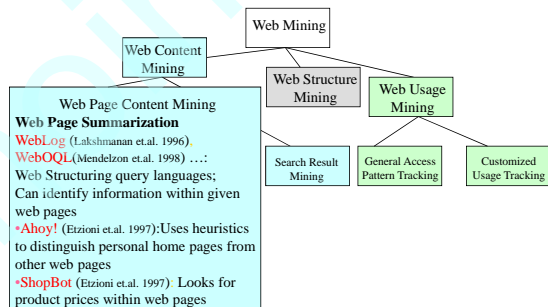 Web Mining
Web Content
Mining
Web Structure
Mining
Web Usage
Mining
Web Page Content Mining
Web Page Summarization
WebLog (Lakshmanan et.al. 1996),
WebOQL(Mendelzon et.al. 1998) …:
Web Structuring query languages;
Can identify information within given
web pages
•Ahoy! (Etzioni et.al. 1997):Uses heuristics
to distinguish personal home pages from
other web pages
•ShopBot (Etzioni et.al. 1997): Looks for
product prices within web pages
Search Result
Mining
General Access
Pattern Tracking
Customized
Usage Tracking